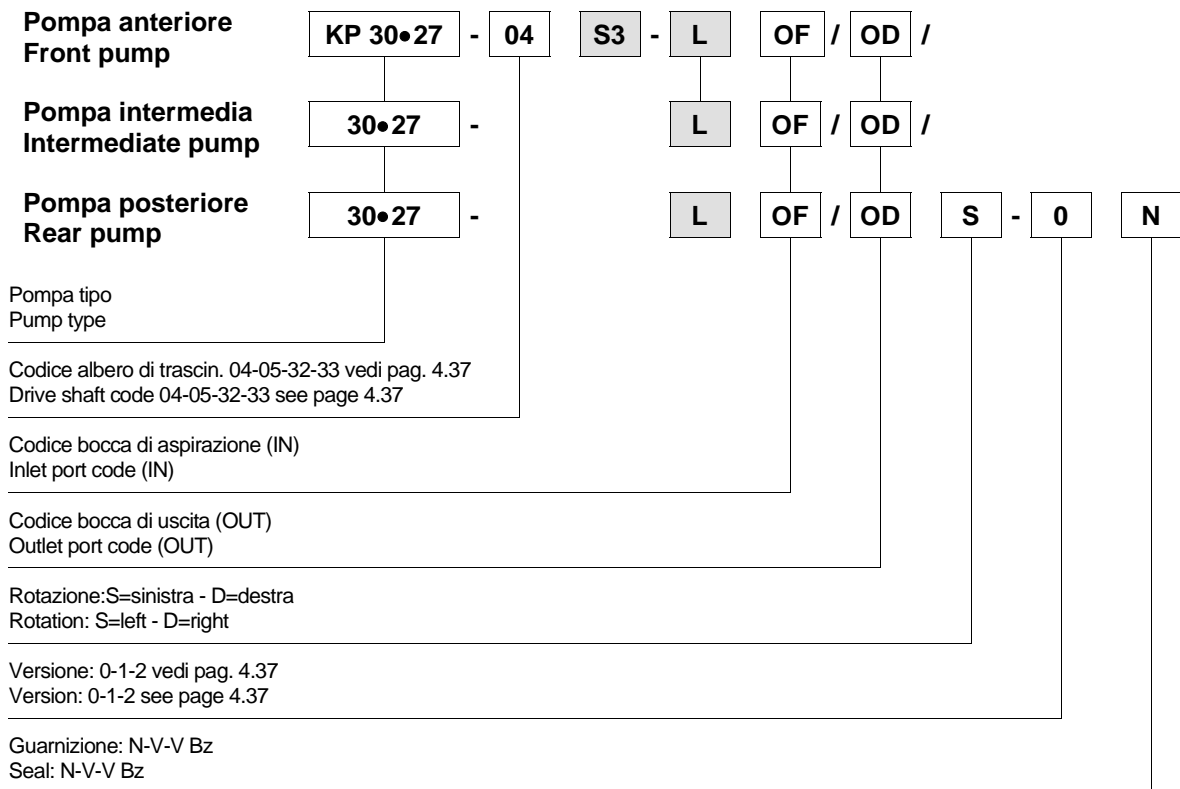 Pompa anteriore
Front pump
KP 30•27 - 04 S3 - L OF / OD /
Pompa intermedia
Intermediate pump
30•27 - L OF / OD /
Pompa posteriore
Rear pump
30•27 - L OF / OD S - 0 N
Pompa tipo
Pump type
Codice albero di trascin. 04-05-32-33 vedi pag. 4.37
Drive shaft code 04-05-32-33 see page 4.37
Codice bocca di aspirazione (IN)
Inlet port code (IN)
Codice bocca di uscita (OUT)
Outlet port code (OUT)
Rotazione:S=sinistra - D=destra
Rotation: S=left - D=right
Versione: 0-1-2 vedi pag. 4.37
Version: 0-1-2 see page 4.37
Guarnizione: N-V-V Bz
Seal: N-V-V Bz